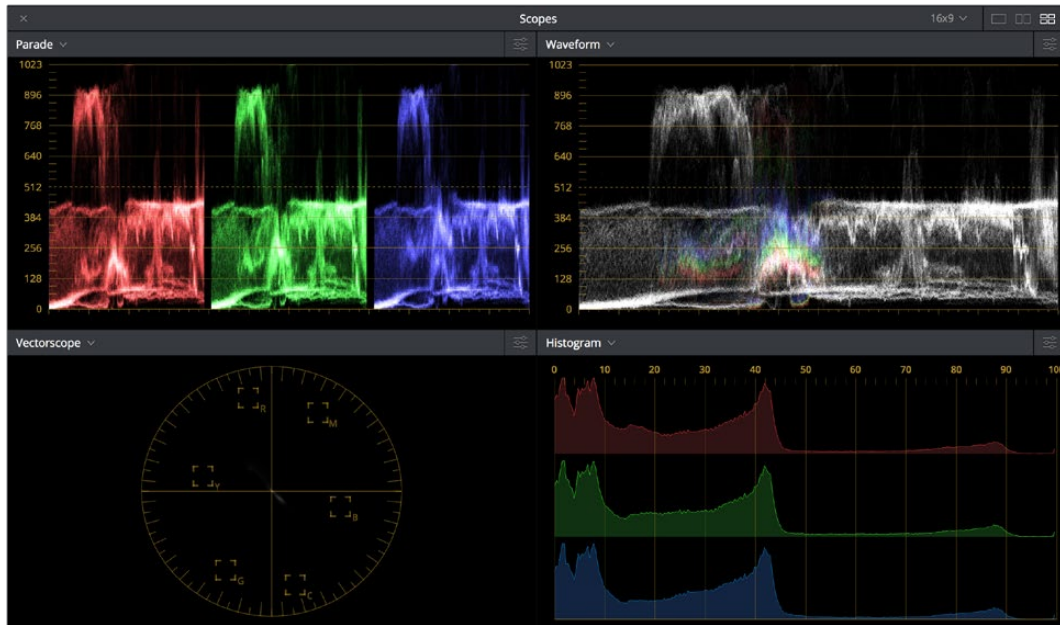 × Scopes 16x9
Parade
Waveform
1023
896
768
640
512
384
256
128
0
1023
896
768
640
512
384
256
128
0
Vectorscope
Histogram
R
M
Y
B
G
C
0 10 20 30 40 50 60 70 80 90 100